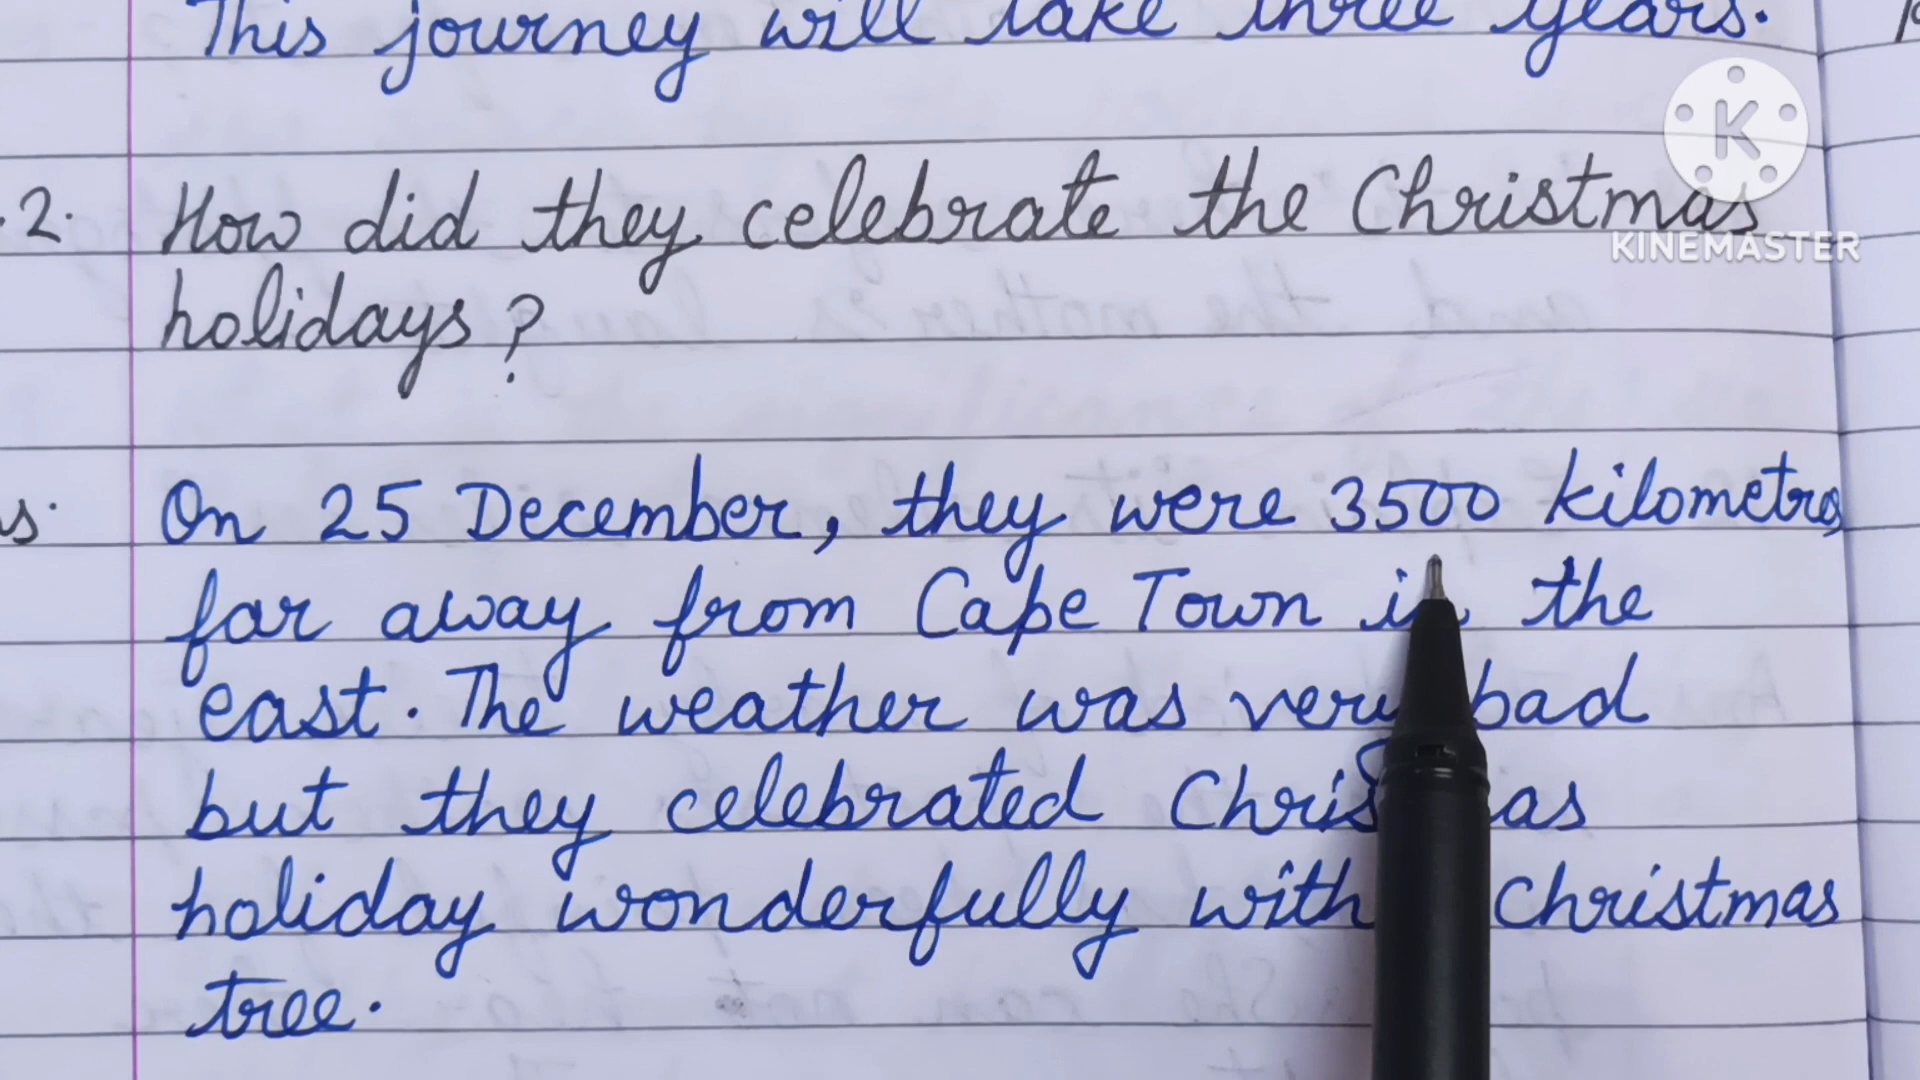 This journey will take three years.
2. How did they celebrate the Christmas
holidays?
KINEMASTER
s. On 25 December, they were 3500 kilometres
far away from Cape Town in the
east. The weather was very bad
but they celebrated Christmas
holiday wonderfully with Christmas
tree.